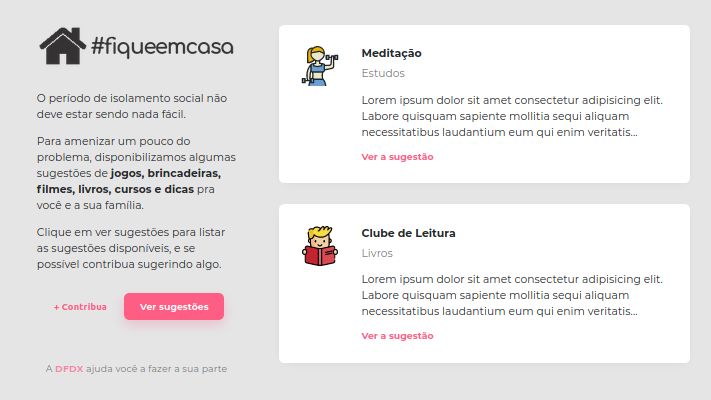 #fiqueemcasa
O período de isolamento social não
deve estar sendo nada fácil.
Para amenizar um pouco do
problema, disponibilizamos algumas
sugestões de jogos, brincadeiras,
filmes, livros, cursos e dicas pra
você e a sua família.
Clique em ver sugestões para listar
as sugestões disponíveis, e se
possível contribua sugerindo algo.
+ Contribua
Ver sugestões
A DFDX ajuda você a fazer a sua parte
Meditação
Estudos
Lorem ipsum dolor sit amet consectetur adipisicing elit.
Labore quisquam sapiente mollitia sequi aliquam
necessitatibus laudantium eum qui enim veritatis...
Ver a sugestão
Clube de Leitura
Livros
Lorem ipsum dolor sit amet consectetur adipisicing elit.
Labore quisquam sapiente mollitia sequi aliquam
necessitatibus laudantium eum qui enim veritatis...
Ver a sugestão